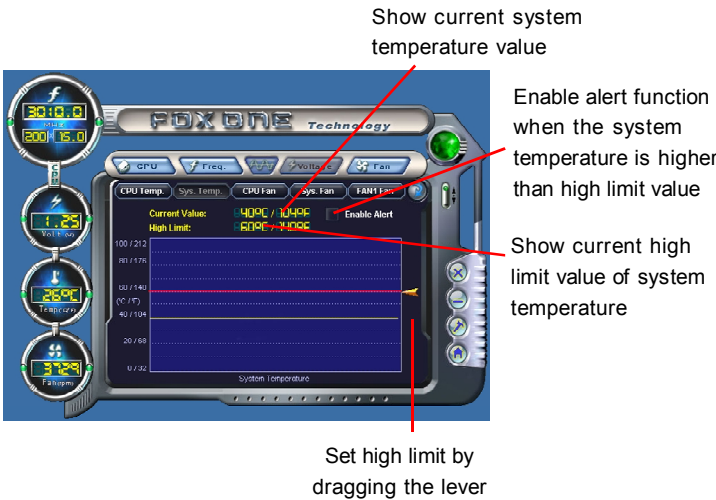 Show current system
temperature value
Enable alert function
when the system
temperature is higher
than high limit value
Show current high
limit value of system
temperature
Set high limit by
dragging the lever
3010.0
MHz
200 15.0
CPU
1.25
Voltage
26ºC
3729
Fan rpm
FOX ONE Technology
CPU Freq. Voltage Fan
CPU Temp. Sys. Temp. CPU Fan Sys. Fan FAN1 Fan
Current Value: 40ºC / 104ºF Enable Alert
High Limit: 60ºC / 140ºF
100 / 212
80 / 176
60 / 140
(ºC / ºF)
40 / 104
20 / 68
0 / 32
System Temperature